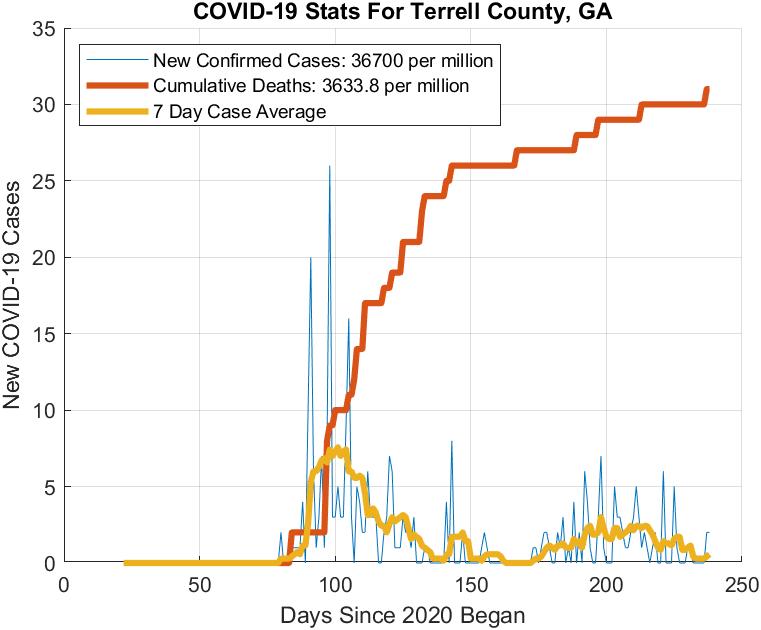 COVID-19 Stats For Terrell County, GA
New Confirmed Cases: 36700 per million
Cumulative Deaths: 3633.8 per million
7 Day Case Average
New COVID-19 Cases
35
30
25
20
15
10
5
0
0 50 100 150 200 250
Days Since 2020 Began